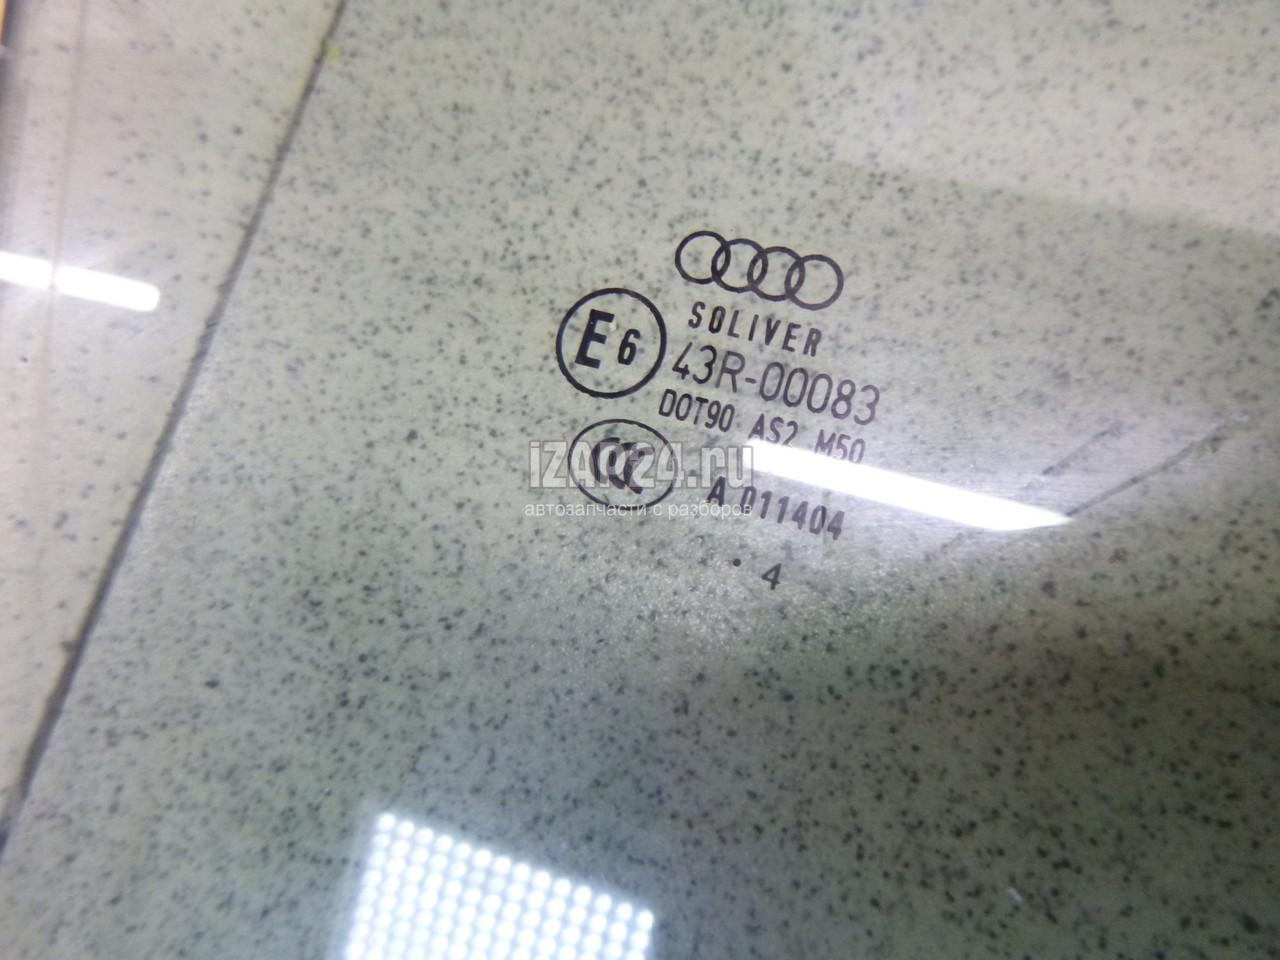 SOLIVER
E6
43R-00083
DOT90 AS2 M50
CCC
iZAP24.ru
A 011404
автозапчасти с разборов
. 4